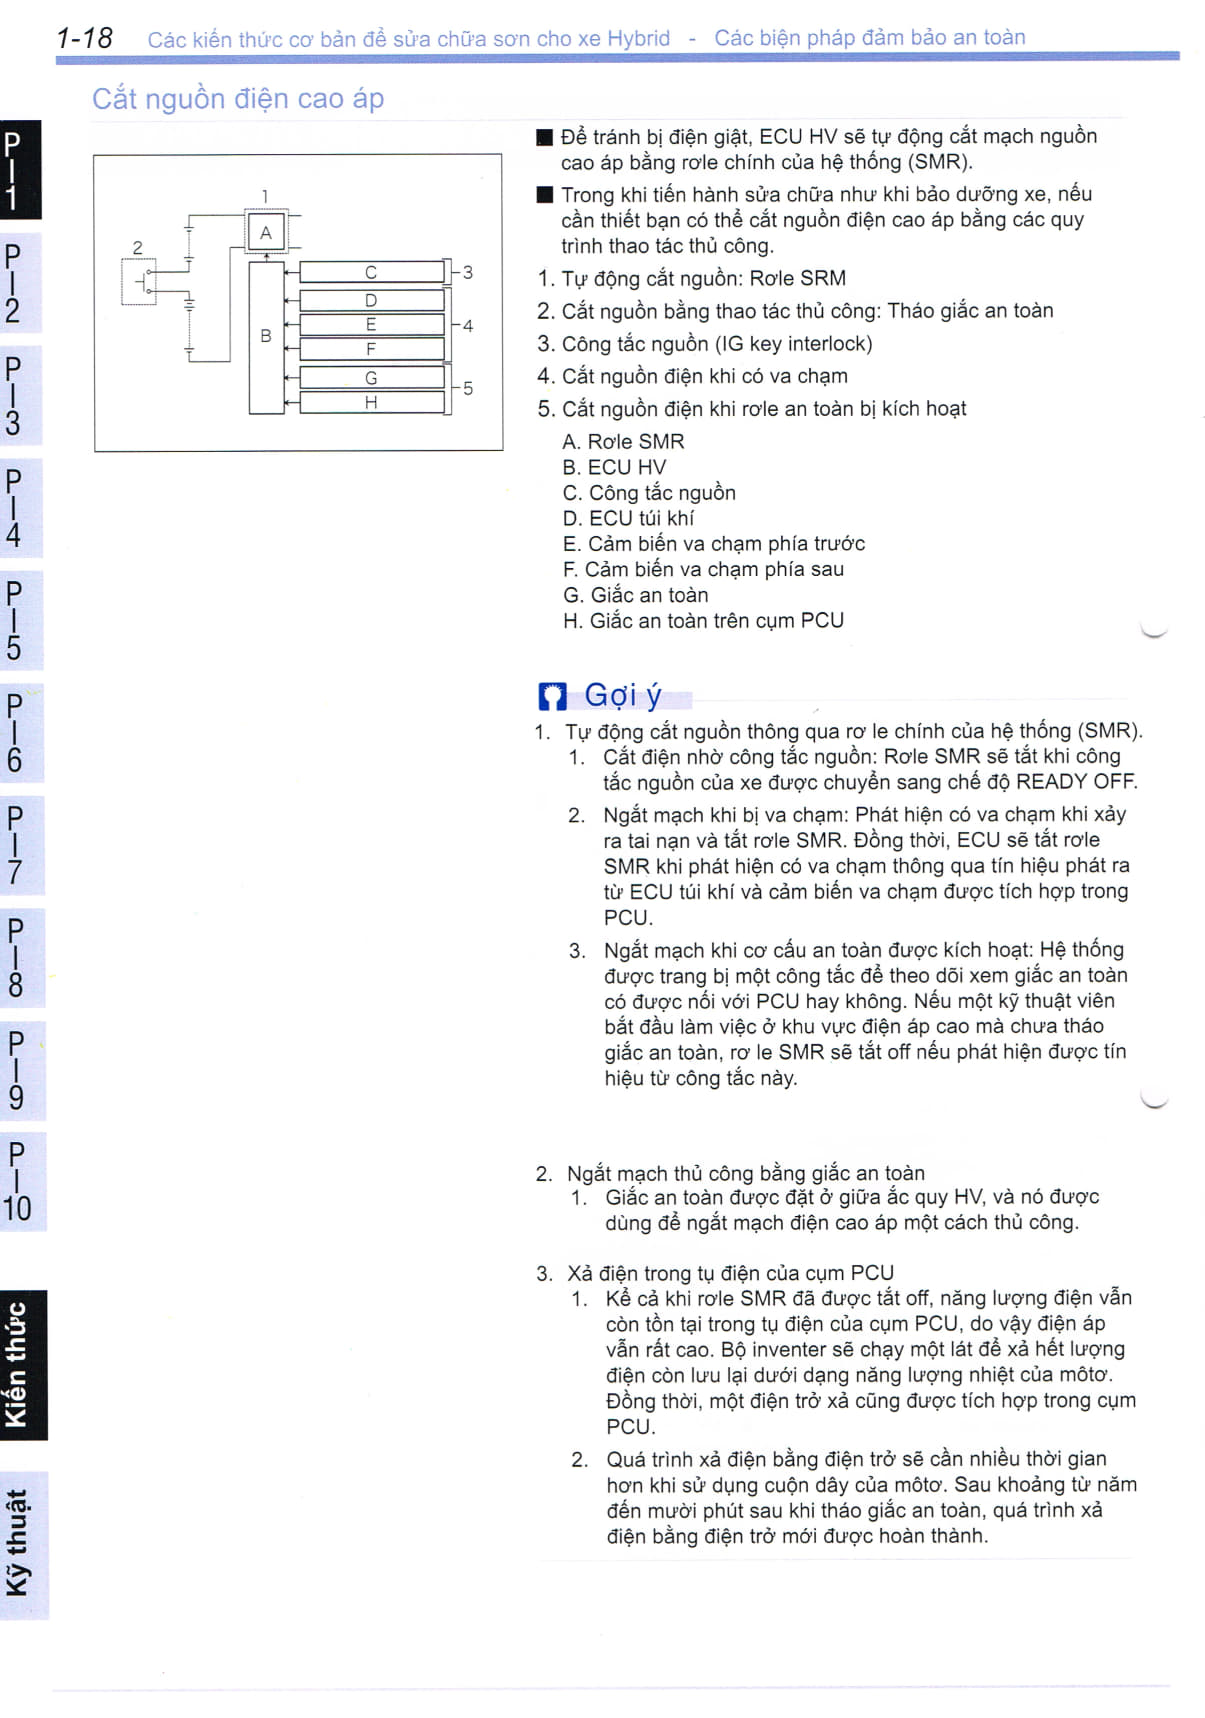 1-18 Các kiến thức cơ bản để sửa chữa sơn cho xe Hybrid - Các biện pháp đảm bảo an toàn
Cắt nguồn điện cao áp
P-1
P-2
P-3
P-4
P-5
P-6
P-7
P-8
P-9
P-10
Kiến thức
Kỹ thuật
1
A
2
C
3
D
E
4
B
F
G
5
H
■ Để tránh bị điện giật, ECU HV sẽ tự động cắt mạch nguồn
cao áp bằng rơle chính của hệ thống (SMR).
■ Trong khi tiến hành sửa chữa như khi bảo dưỡng xe, nếu
cần thiết bạn có thể cắt nguồn điện cao áp bằng các quy
trình thao tác thủ công.
1. Tự động cắt nguồn: Rơle SRM
2. Cắt nguồn bằng thao tác thủ công: Tháo giắc an toàn
3. Công tắc nguồn (IG key interlock)
4. Cắt nguồn điện khi có va chạm
5. Cắt nguồn điện khi rơle an toàn bị kích hoạt
A. Rơle SMR
B. ECU HV
C. Công tắc nguồn
D. ECU túi khí
E. Cảm biến va chạm phía trước
F. Cảm biến va chạm phía sau
G. Giắc an toàn
H. Giắc an toàn trên cụm PCU
Gợi ý
1. Tự động cắt nguồn thông qua rơ le chính của hệ thống (SMR).
1. Cắt điện nhờ công tắc nguồn: Rơle SMR sẽ tắt khi công
tắc nguồn của xe được chuyển sang chế độ READY OFF.
2. Ngắt mạch khi bị va chạm: Phát hiện có va chạm khi xảy
ra tai nạn và tắt rơle SMR. Đồng thời, ECU sẽ tắt rơle
SMR khi phát hiện có va chạm thông qua tín hiệu phát ra
từ ECU túi khí và cảm biến va chạm được tích hợp trong
PCU.
3. Ngắt mạch khi cơ cấu an toàn được kích hoạt: Hệ thống
được trang bị một công tắc để theo dõi xem giắc an toàn
có được nối với PCU hay không. Nếu một kỹ thuật viên
bắt đầu làm việc ở khu vực điện áp cao mà chưa tháo
giắc an toàn, rơ le SMR sẽ tắt off nếu phát hiện được tín
hiệu từ công tắc này.
2. Ngắt mạch thủ công bằng giắc an toàn
1. Giắc an toàn được đặt ở giữa ắc quy HV, và nó được
dùng để ngắt mạch điện cao áp một cách thủ công.
3. Xả điện trong tụ điện của cụm PCU
1. Kể cả khi rơle SMR đã được tắt off, năng lượng điện vẫn
còn tồn tại trong tụ điện của cụm PCU, do vậy điện áp
vẫn rất cao. Bộ inventer sẽ chạy một lát để xả hết lượng
điện còn lưu lại dưới dạng năng lượng nhiệt của môtơ.
Đồng thời, một điện trở xả cũng được tích hợp trong cụm
PCU.
2. Quá trình xả điện bằng điện trở sẽ cần nhiều thời gian
hơn khi sử dụng cuộn dây của môtơ. Sau khoảng từ năm
đến mười phút sau khi tháo giắc an toàn, quá trình xả
điện bằng điện trở mới được hoàn thành.